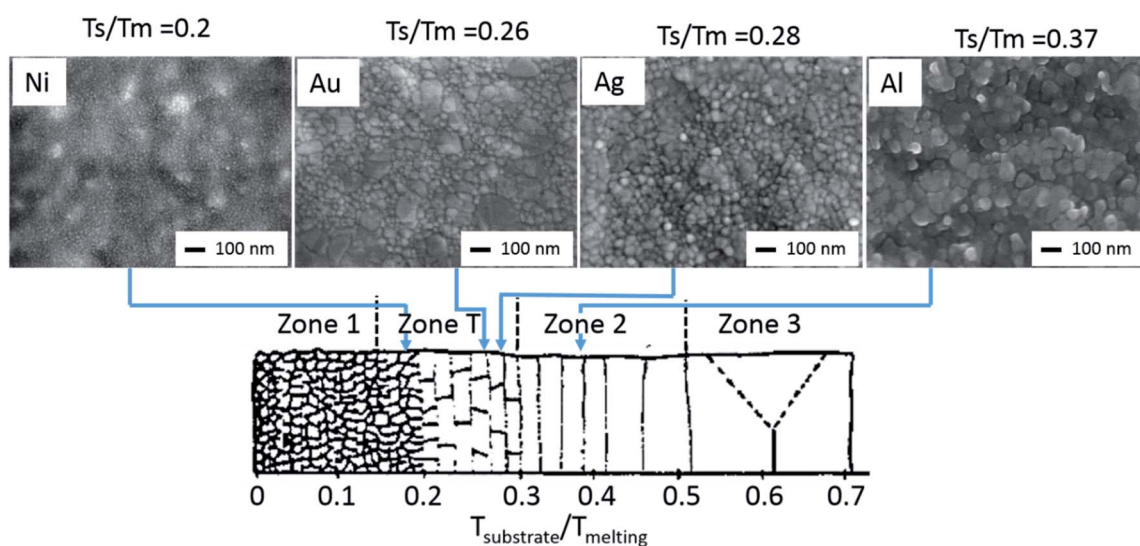 Ts/Tm =0.2 Ts/Tm =0.26 Ts/Tm =0.28 Ts/Tm =0.37
Ni Au Ag Al
100 nm 100 nm 100 nm 100 nm
Zone 1 Zone T Zone 2 Zone 3
0 0.1 0.2 0.3 0.4 0.5 0.6 0.7
Tsubstrate/Tmelting